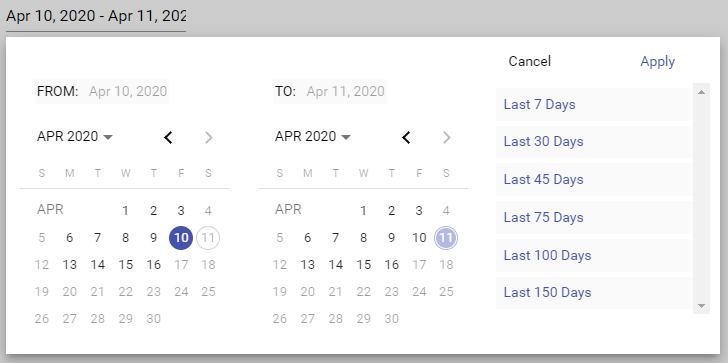 Apr 10, 2020 - Apr 11, 202
Cancel Apply
FROM: Apr 10, 2020 TO: Apr 11, 2020
Last 7 Days
APR 2020 APR 2020
Last 30 Days
S M T W T F S S M T W T F S
Last 45 Days
APR 1 2 3 4 APR 1 2 3 4
Last 75 Days
5 6 7 8 9 10 11 5 6 7 8 9 10 11
Last 100 Days
12 13 14 15 16 17 18 12 13 14 15 16 17 18
19 20 21 22 23 24 25 19 20 21 22 23 24 25
Last 150 Days
26 27 28 29 30 26 27 28 29 30